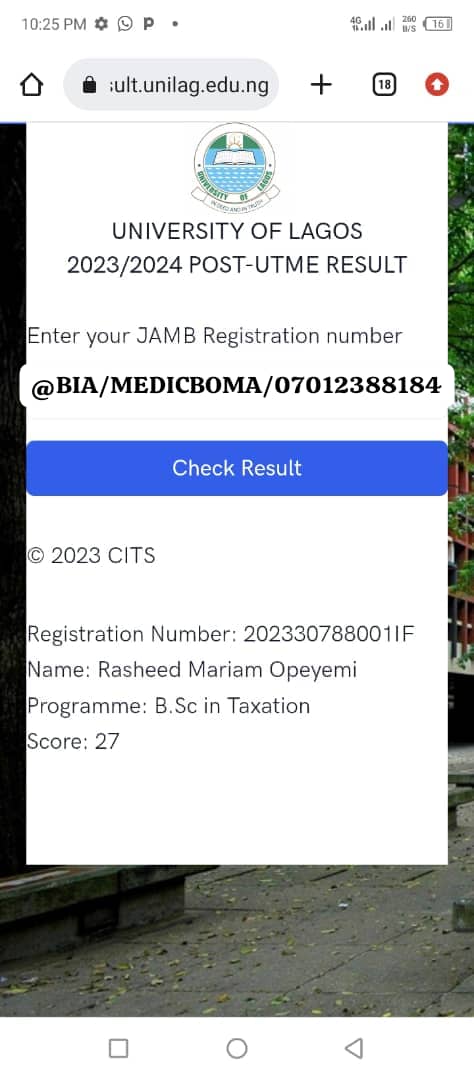 10:25 PM P
4G 260 B/S 16
sult.unilag.edu.ng 18
UNIVERSITY OF LAGOS
IN DEED AND IN TRUTH
UNIVERSITY OF LAGOS
2023/2024 POST-UTME RESULT
Enter your JAMB Registration number
@BIA/MEDICBOMA/07012388184
Check Result
© 2023 CITS
Registration Number: 202330788001IF
Name: Rasheed Mariam Opeyemi
Programme: B.Sc in Taxation
Score: 27